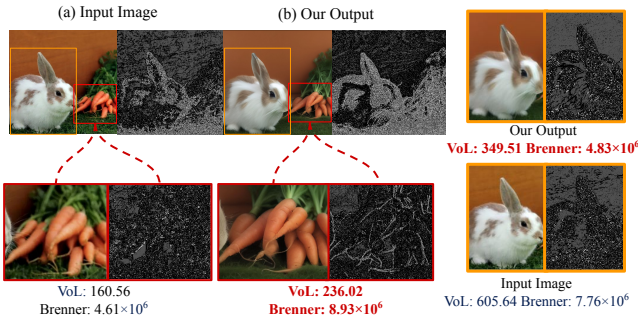 (a) Input Image
(b) Our Output
Our Output
VoL: 349.51 Brenner: 4.83×10⁶
VoL: 160.56
Brenner: 4.61×10⁶
VoL: 236.02
Brenner: 8.93×10⁶
Input Image
VoL: 605.64 Brenner: 7.76×10⁶